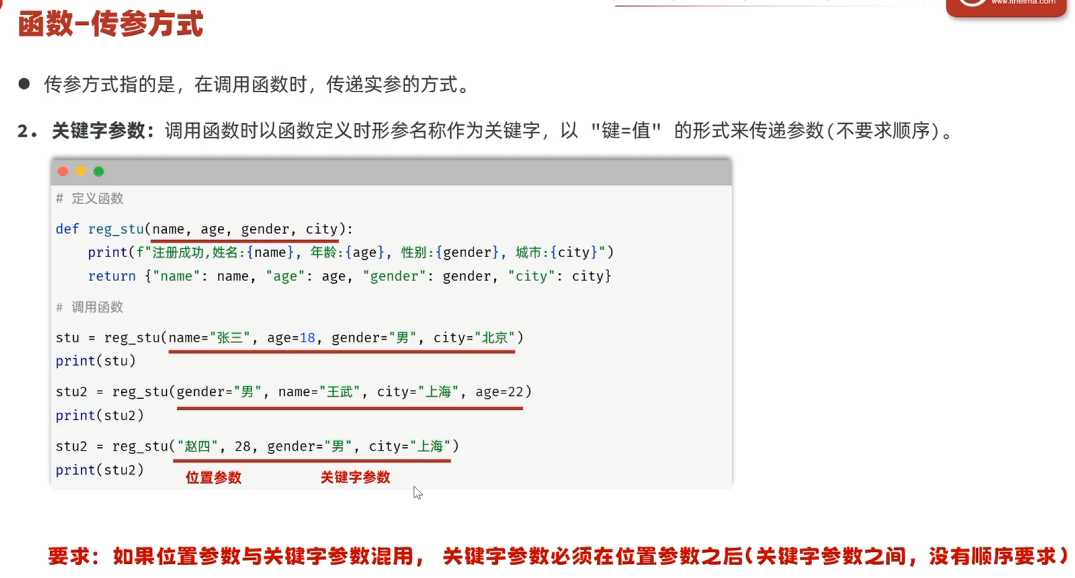 www.itheima.com
函数-传参方式
● 传参方式指的是，在调用函数时，传递实参的方式。
2. 关键字参数：调用函数时以函数定义时形参名称作为关键字，以 "键=值" 的形式来传递参数(不要求顺序)。
# 定义函数
def reg_stu(name, age, gender, city):
    print(f"注册成功,姓名:{name}, 年龄:{age}, 性别:{gender}, 城市:{city}")
    return {"name": name, "age": age, "gender": gender, "city": city}
# 调用函数
stu = reg_stu(name="张三", age=18, gender="男", city="北京")
print(stu)
stu2 = reg_stu(gender="男", name="王武", city="上海", age=22)
print(stu2)
stu2 = reg_stu("赵四", 28, gender="男", city="上海")
print(stu2)
位置参数 关键字参数
要求：如果位置参数与关键字参数混用， 关键字参数必须在位置参数之后(关键字参数之间，没有顺序要求)